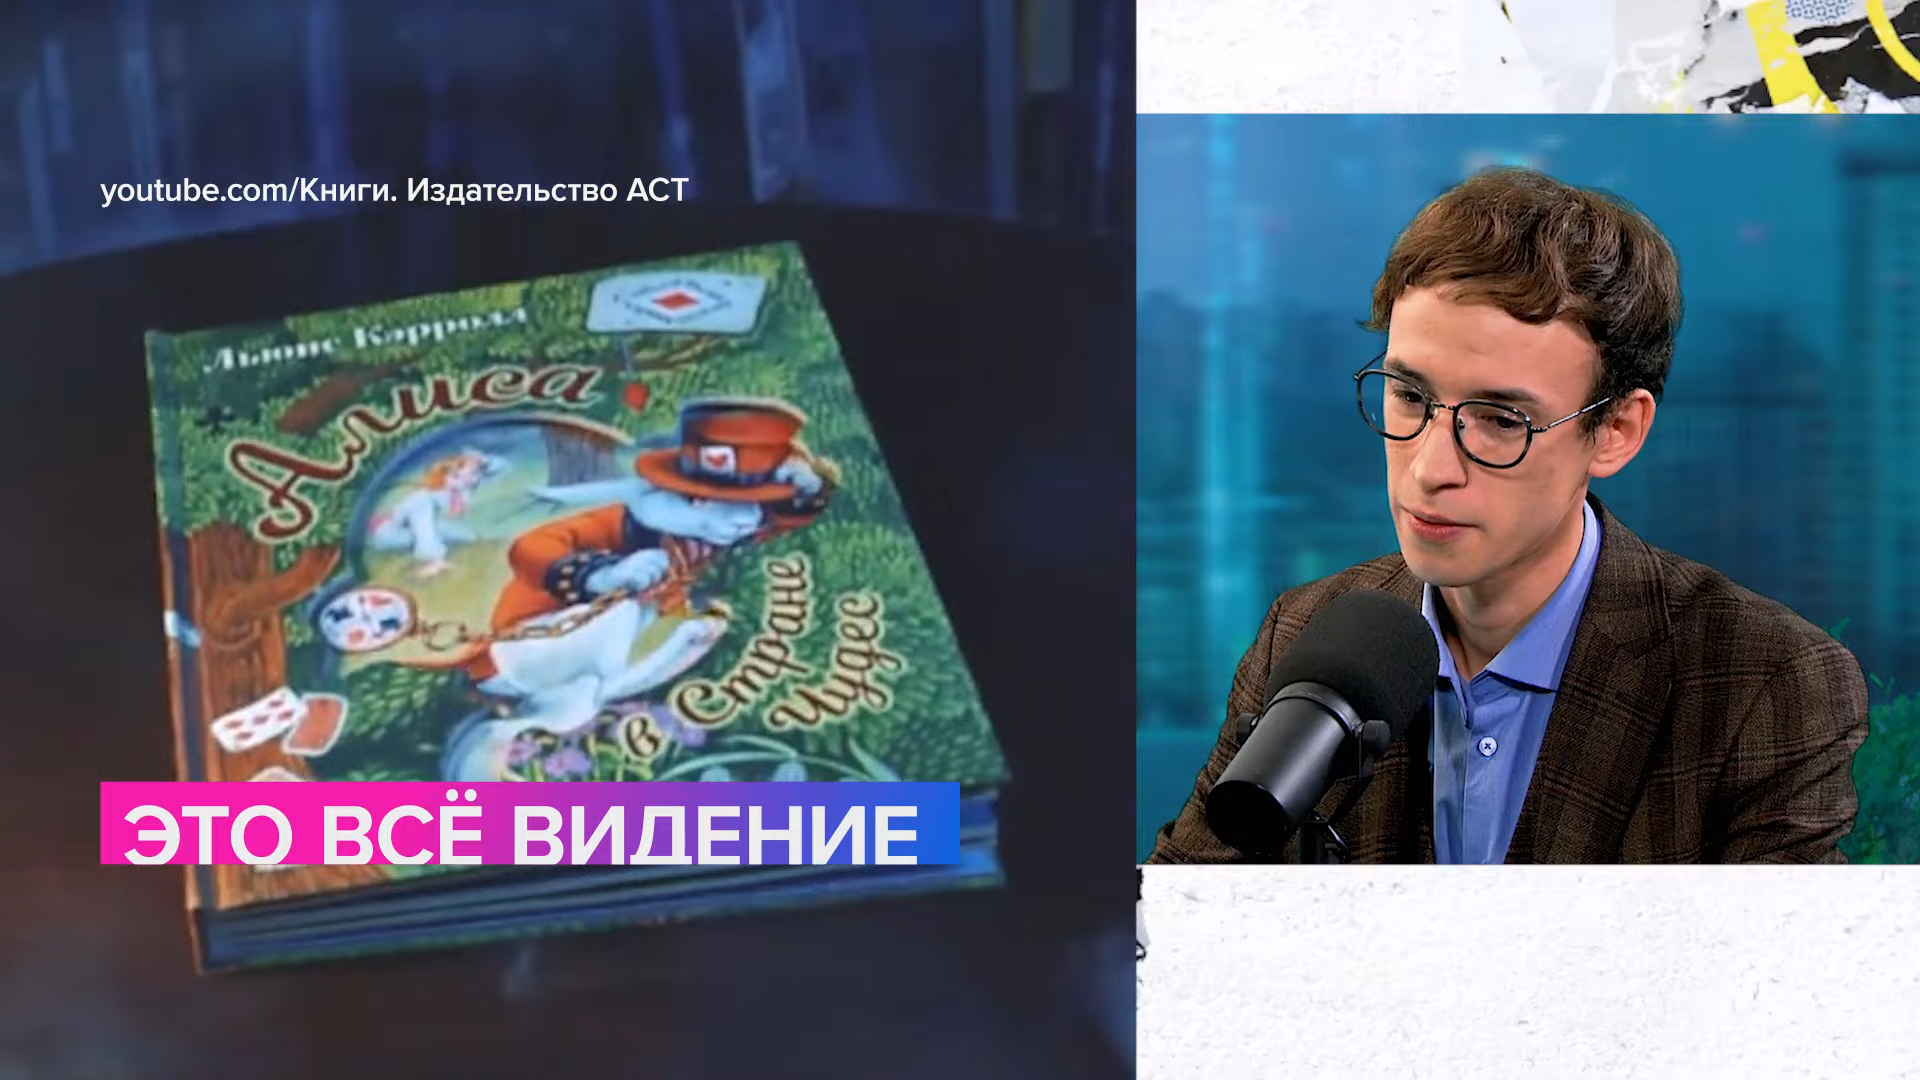 youtube.com/Книги. Издательство АСТ
Льюис Кэрролл
Алиса
в Стране
Чудес
ЭТО ВСЁ ВИДЕНИЕ